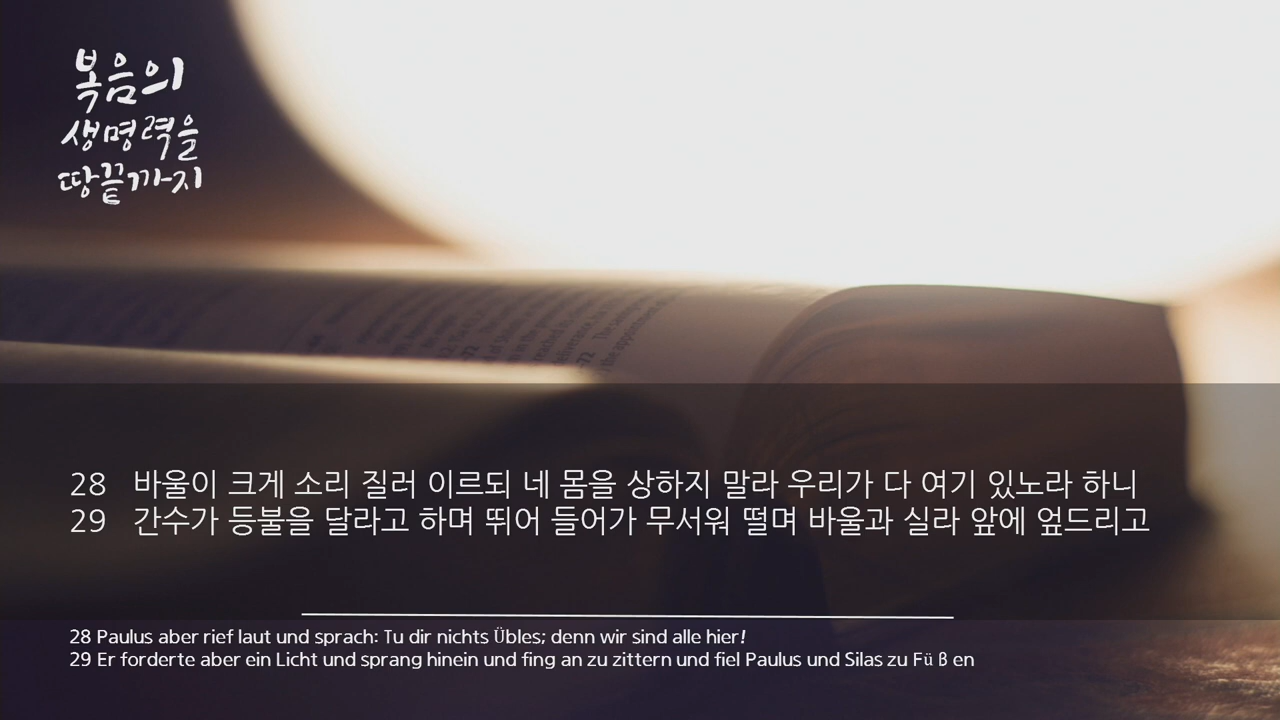 복음의
생명력을
땅끝까지
28 바울이 크게 소리 질러 이르되 네 몸을 상하지 말라 우리가 다 여기 있노라 하니
29 간수가 등불을 달라고 하며 뛰어 들어가 무서워 떨며 바울과 실라 앞에 엎드리고
28 Paulus aber rief laut und sprach: Tu dir nichts Übles; denn wir sind alle hier!
29 Er forderte aber ein Licht und sprang hinein und fing an zu zittern und fiel Paulus und Silas zu Fü ß en